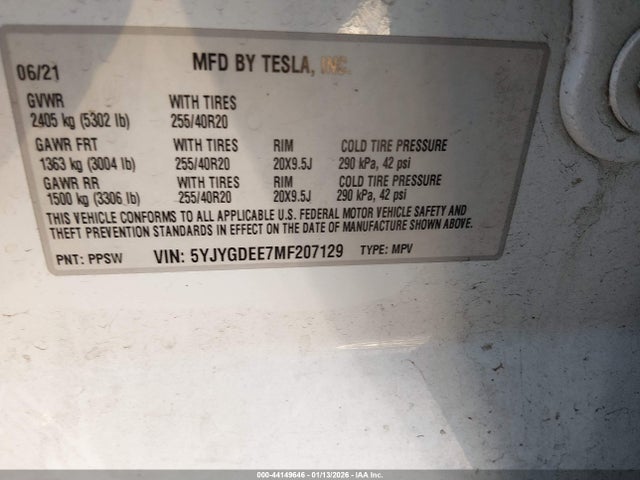 06/21 MFD BY TESLA, INC.
GVWR WITH TIRES
2405 kg (5302 lb) 255/40R20
GAWR FRT WITH TIRES RIM COLD TIRE PRESSURE
1363 kg (3004 lb) 255/40R20 20X9.5J 290 kPa, 42 psi
GAWR RR WITH TIRES RIM COLD TIRE PRESSURE
1500 kg (3306 lb) 255/40R20 20X9.5J 290 kPa, 42 psi
THIS VEHICLE CONFORMS TO ALL APPLICABLE U.S. FEDERAL MOTOR VEHICLE SAFETY AND
THEFT PREVENTION STANDARDS IN EFFECT ON THE DATE OF MANUFACTURE SHOWN ABOVE.
PNT: PPSW VIN: 5YJYGDEE7MF207129 TYPE: MPV
000-44149646 - 01/13/2026 - IAA Inc.